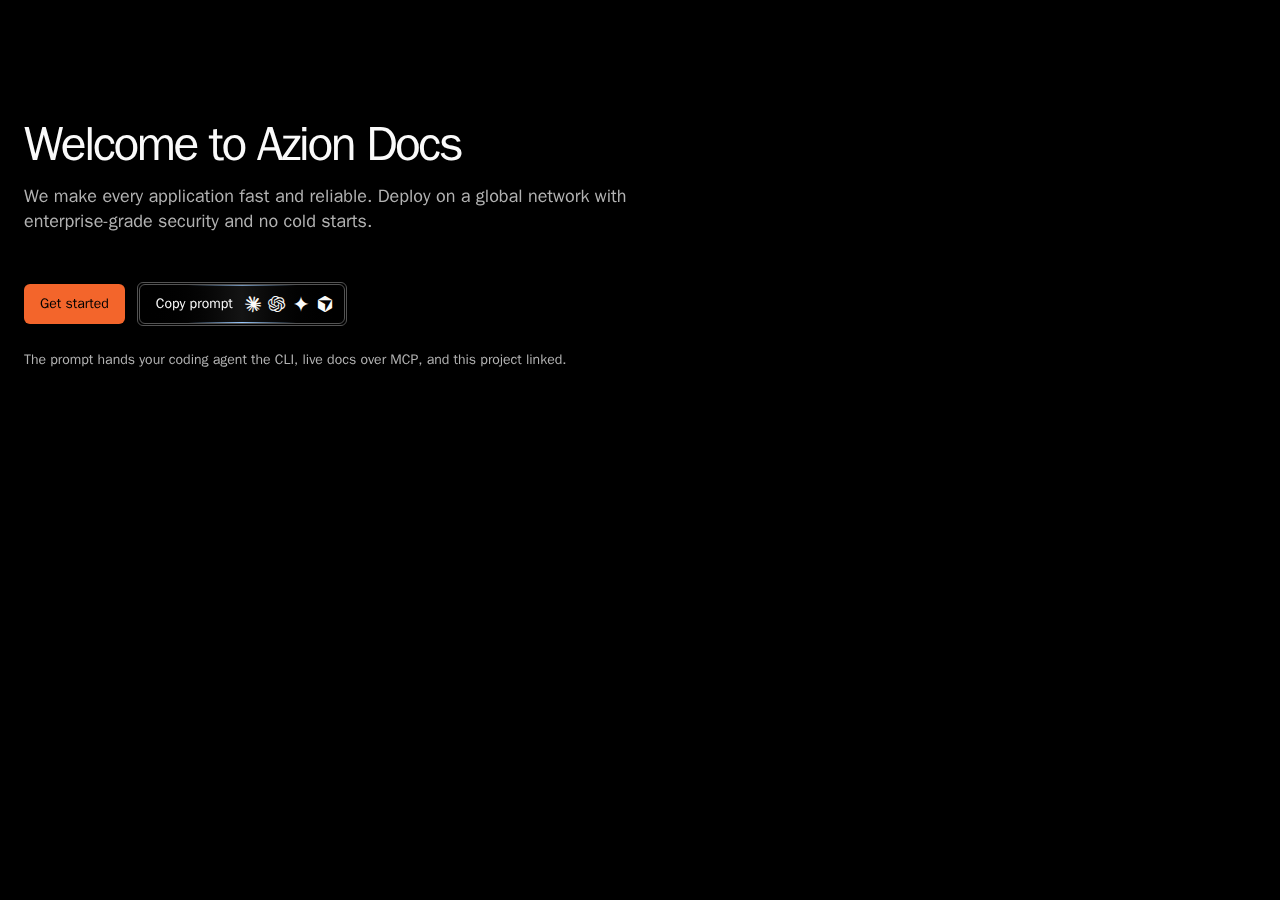 Welcome to Azion Docs
We make every application fast and reliable. Deploy on a global network with
enterprise-grade security and no cold starts.
Get started
Copy prompt
The prompt hands your coding agent the CLI, live docs over MCP, and this project linked.